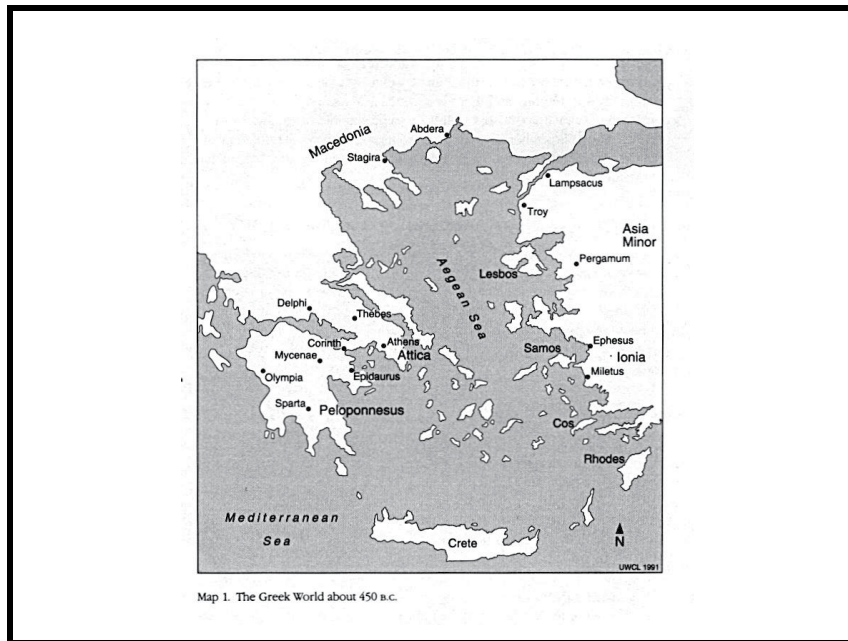 Abdera
Macedonia
Stagira
Lampsacus
Troy
Asia
Minor
Pergamum
Lesbos
Aegean Sea
Delphi
Thebes
Corinth
Athens
Attica
Mycenae
Olympia
Epidaurus
Sparta
Peloponnesus
Samos
Ephesus
Ionia
Miletus
Cos
Rhodes
Mediterranean
Sea
Crete
N
UWCL 1991
Map 1. The Greek World about 450 B.C.